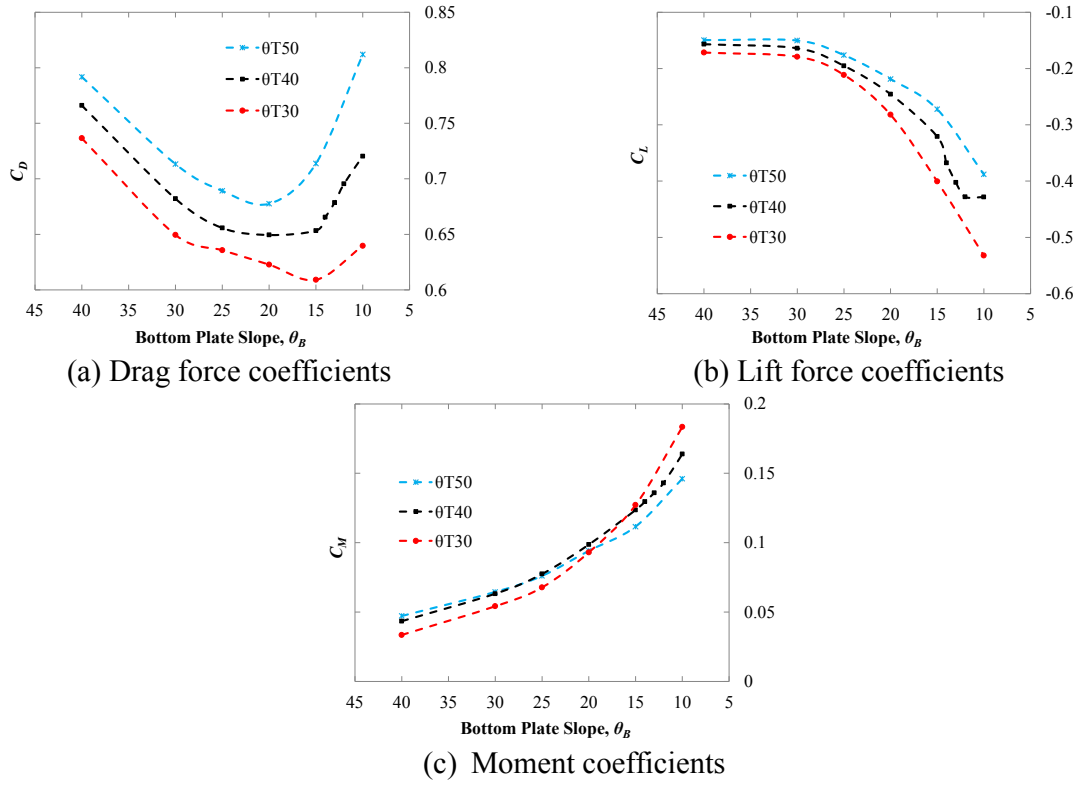 0.85
0.8
0.75
0.7
0.65
0.6
C_D
θT50
θT40
θT30
45 40 35 30 25 20 15 10 5
Bottom Plate Slope, θ_B
(a) Drag force coefficients
-0.1
-0.2
-0.3
-0.4
-0.5
-0.6
C_L
θT50
θT40
θT30
45 40 35 30 25 20 15 10 5
Bottom Plate Slope, θ_B
(b) Lift force coefficients
0.2
0.15
0.1
0.05
0
C_M
θT50
θT40
θT30
45 40 35 30 25 20 15 10 5
Bottom Plate Slope, θ_B
(c) Moment coefficients